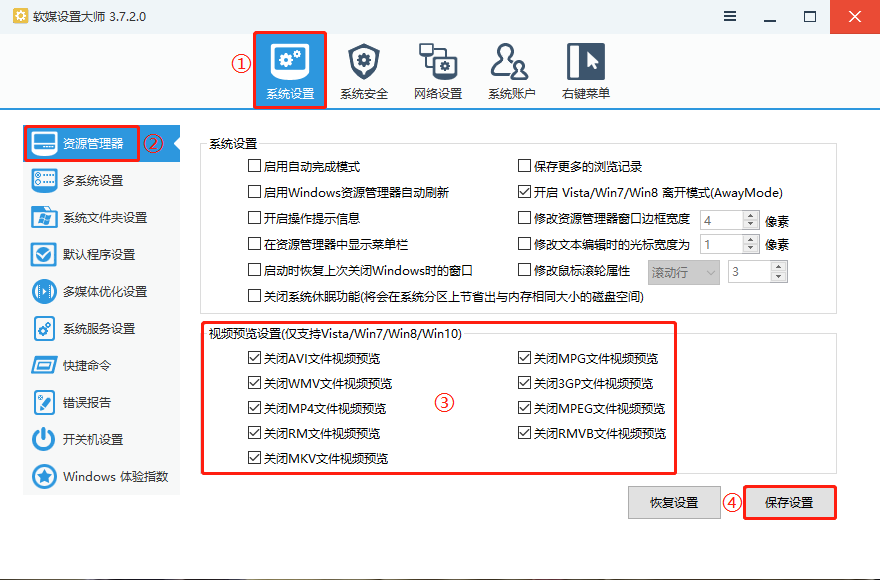 软媒设置大师 3.7.2.0
①
系统设置
系统安全
网络设置
系统账户
右键菜单
资源管理器 ②
多系统设置
系统文件夹设置
默认程序设置
多媒体优化设置
系统服务设置
快捷命令
错误报告
开关机设置
Windows 体验指数
系统设置
启用自动完成模式
保存更多的浏览记录
启用Windows资源管理器自动刷新
开启 Vista/Win7/Win8 离开模式(AwayMode)
开启操作提示信息
修改资源管理器窗口边框宽度 4 像素
在资源管理器中显示菜单栏
修改文本编辑时的光标宽度为 1 像素
启动时恢复上次关闭Windows时的窗口
修改鼠标滚轮属性 滚动行 3
关闭系统休眠功能(将会在系统分区上节省出与内存相同大小的磁盘空间)
视频预览设置(仅支持Vista/Win7/Win8/Win10)
关闭AVI文件视频预览
关闭MPG文件视频预览
关闭WMV文件视频预览
关闭3GP文件视频预览
关闭MP4文件视频预览
③
关闭MPEG文件视频预览
关闭RM文件视频预览
关闭RMVB文件视频预览
关闭MKV文件视频预览
恢复设置
④
保存设置